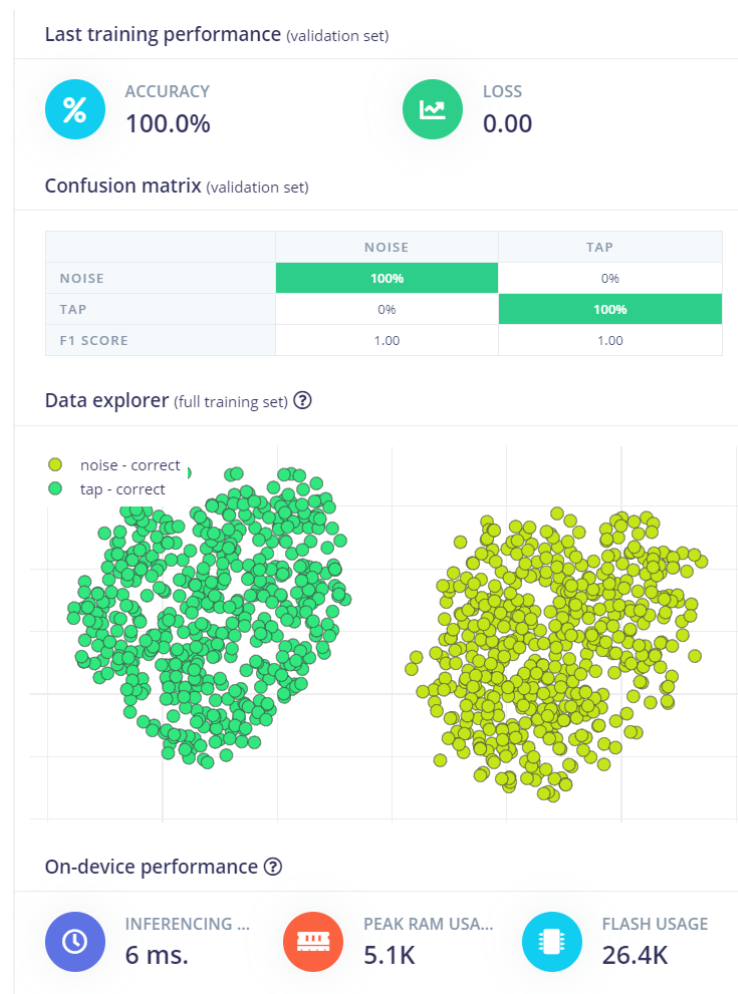 Last training performance (validation set)
% ACCURACY LOSS
100.0% 0.00
Confusion matrix (validation set)
NOISE TAP
NOISE 100% 0%
TAP 0% 100%
F1 SCORE 1.00 1.00
Data explorer (full training set) ?
noise - correct
tap - correct
On-device performance ?
INFERENCING ... PEAK RAM USA... FLASH USAGE
6 ms. 5.1K 26.4K